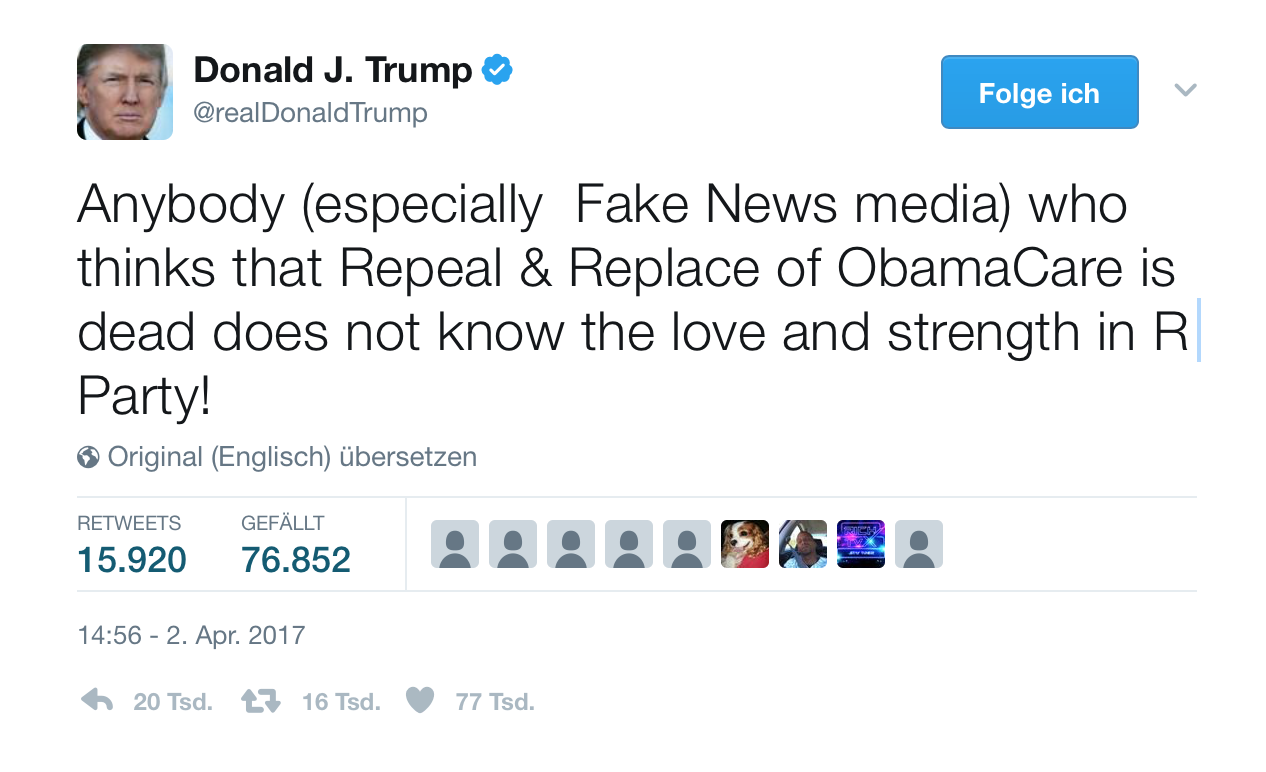 Donald J. Trump
@realDonaldTrump
Folge ich
Anybody (especially  Fake News media) who
thinks that Repeal & Replace of ObamaCare is
dead does not know the love and strength in R
Party!
Original (Englisch) übersetzen
RETWEETS GEFÄLLT
15.920 76.852
14:56 - 2. Apr. 2017
20 Tsd. 16 Tsd. 77 Tsd.